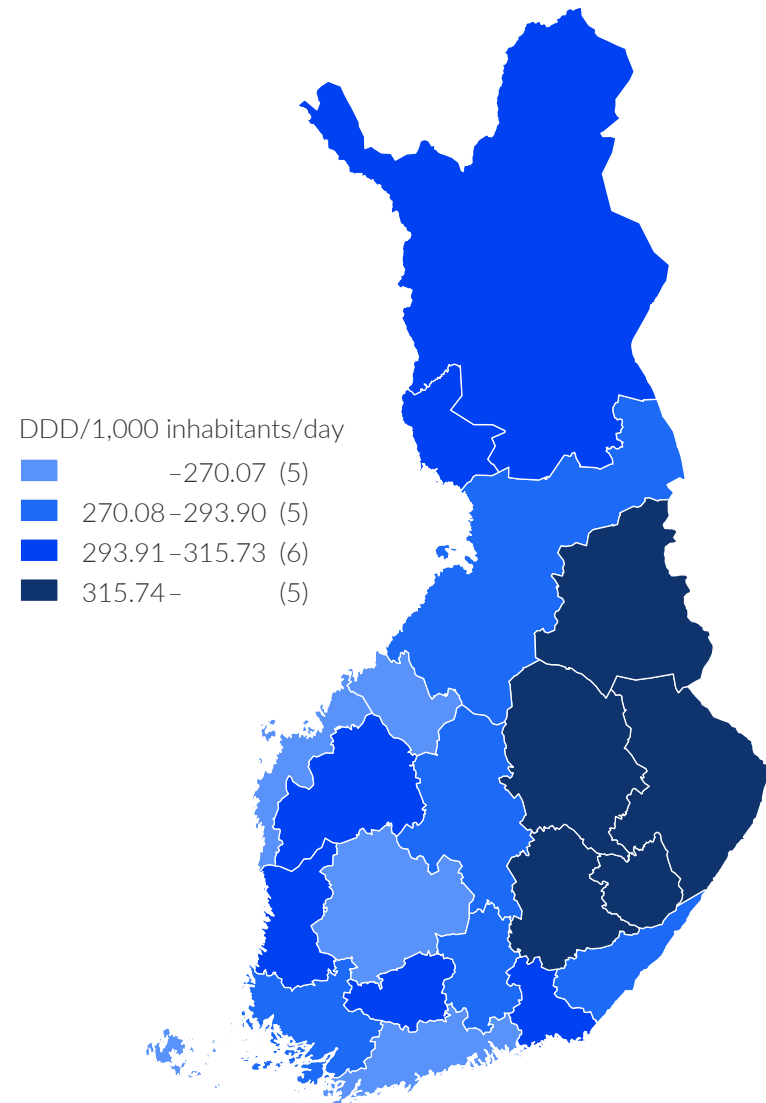 DDD/1,000 inhabitants/day
–270.07 (5)
270.08–293.90 (5)
293.91–315.73 (6)
315.74– (5)